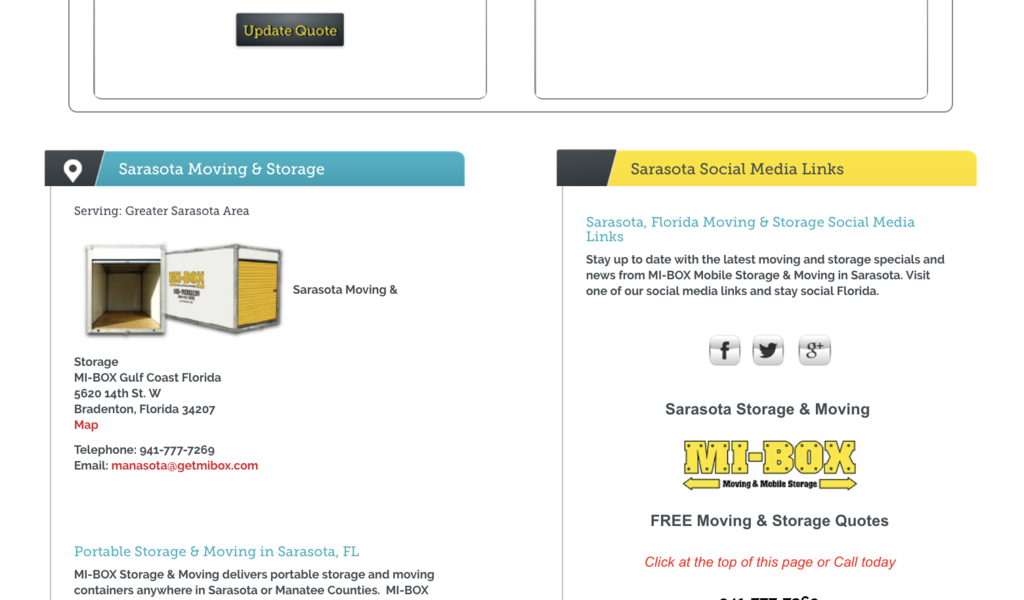 Update Quote
Sarasota Moving & Storage
Serving: Greater Sarasota Area
MI-BOX
Sarasota Moving &
Storage
MI-BOX Gulf Coast Florida
5620 14th St. W
Bradenton, Florida 34207
Map
Telephone: 941-777-7269
Email: manasota@getmibox.com
Portable Storage & Moving in Sarasota, FL
MI-BOX Storage & Moving delivers portable storage and moving
containers anywhere in Sarasota or Manatee Counties. MI-BOX
Sarasota Social Media Links
Sarasota, Florida Moving & Storage Social Media
Links
Stay up to date with the latest moving and storage specials and
news from MI-BOX Mobile Storage & Moving in Sarasota. Visit
one of our social media links and stay social Florida.
f
g+
Sarasota Storage & Moving
MI-BOX
Moving & Mobile Storage
FREE Moving & Storage Quotes
Click at the top of this page or Call today
941-777-7269